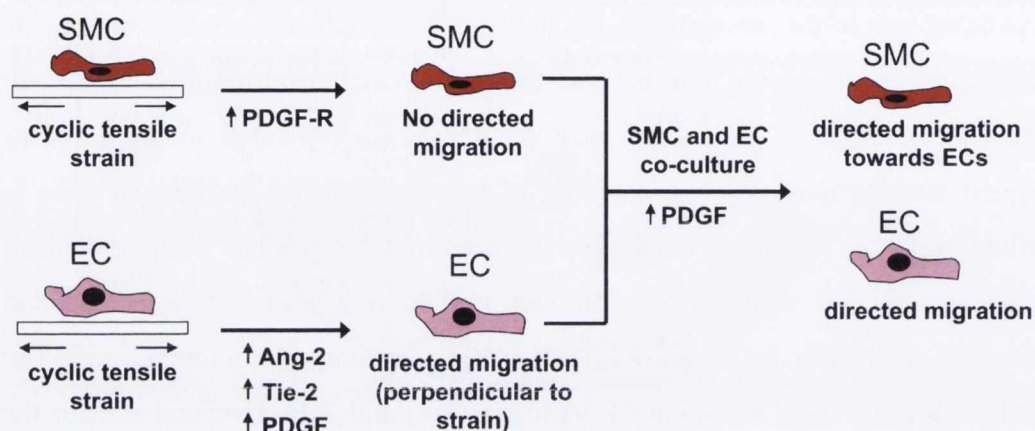 SMC
cyclic tensile
strain
↑PDGF-R
SMC
No directed
migration
EC
cyclic tensile
strain
↑ Ang-2
↑ Tie-2
↑ PDGF
EC
directed migration
(perpendicular to
strain)
SMC and EC
co-culture
↑PDGF
SMC
directed migration
towards ECs
EC
directed migration